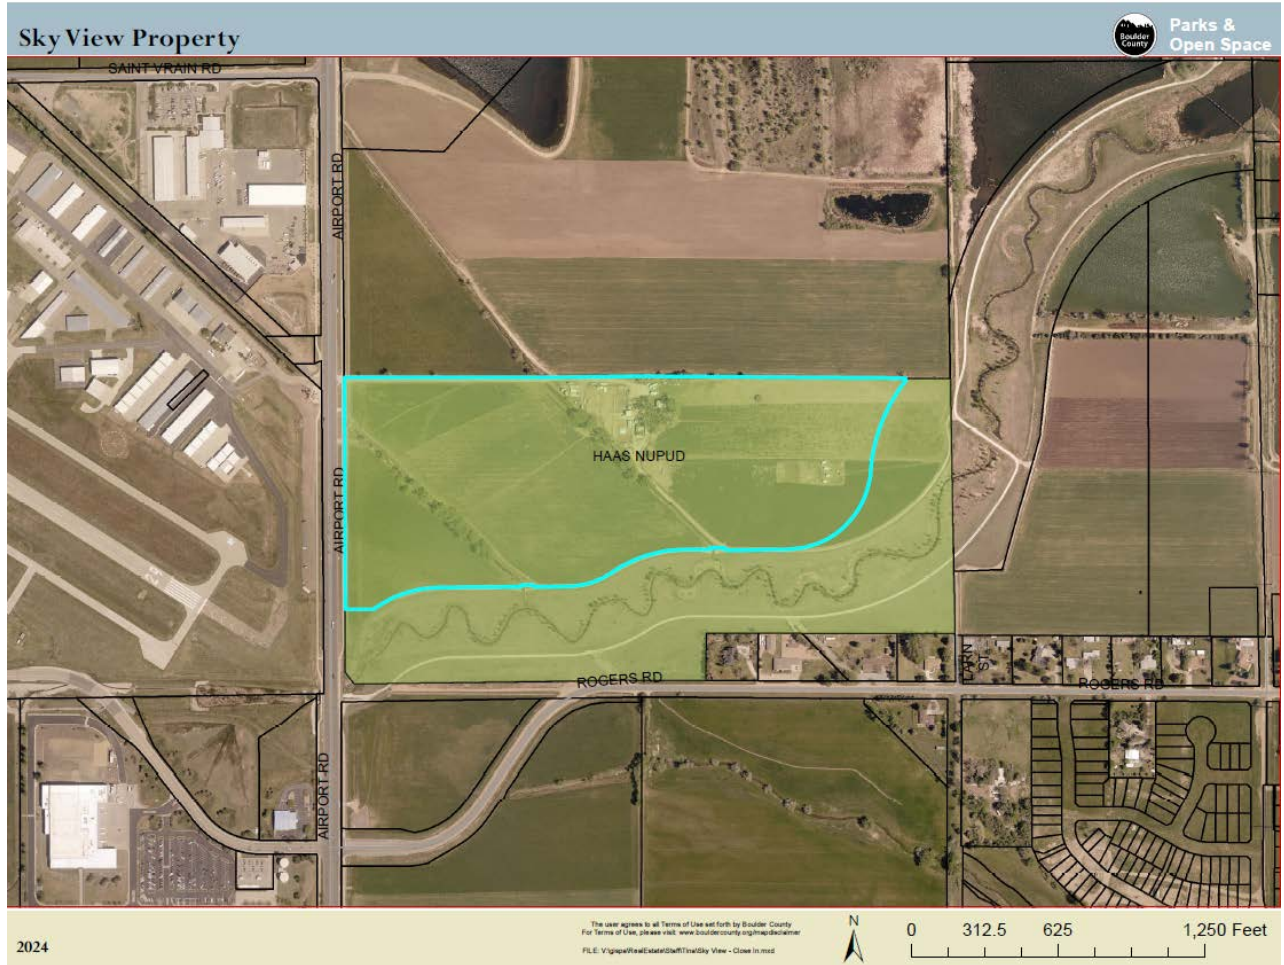 Sky View Property
Boulder
County
Parks &
Open Space
SAINT VRAIN RD
AIRPORT RD
HAAS NUPUD
AIRPORT RD
ROGERS RD
LARN ST
ROGERS RD
AIRPORT RD
29
2024
The user agrees to all Terms of Use set forth by Boulder County
For Terms of Use, please visit: www.bouldercounty.org/mapdisclaimer
N
0 312.5 625 1,250 Feet